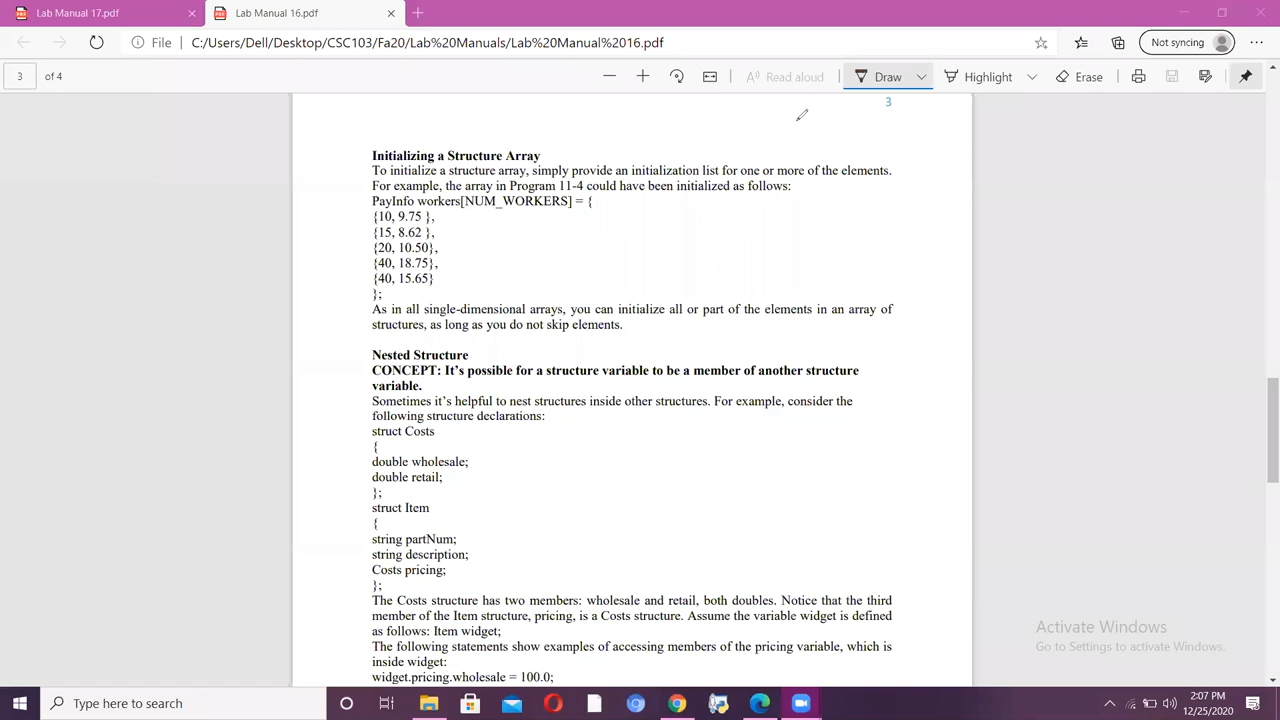 Lab Manual 17.pdf
Lab Manual 16.pdf
File
C:/Users/Dell/Desktop/CSC103/Fa20/Lab%20Manuals/Lab%20Manual%2016.pdf
Not syncing
3 of 4
Read aloud
Draw
Highlight
Erase
3
Initializing a Structure Array
To initialize a structure array, simply provide an initialization list for one or more of the elements.
For example, the array in Program 11-4 could have been initialized as follows:
PayInfo workers[NUM_WORKERS] = {
{10, 9.75 },
{15, 8.62 },
{20, 10.50},
{40, 18.75},
{40, 15.65}
};
As in all single-dimensional arrays, you can initialize all or part of the elements in an array of
structures, as long as you do not skip elements.
Nested Structure
CONCEPT: It’s possible for a structure variable to be a member of another structure
variable.
Sometimes it’s helpful to nest structures inside other structures. For example, consider the
following structure declarations:
struct Costs
{
double wholesale;
double retail;
};
struct Item
{
string partNum;
string description;
Costs pricing;
};
The Costs structure has two members: wholesale and retail, both doubles. Notice that the third
member of the Item structure, pricing, is a Costs structure. Assume the variable widget is defined
as follows: Item widget;
The following statements show examples of accessing members of the pricing variable, which is
inside widget:
widget.pricing.wholesale = 100.0;
Activate Windows
Go to Settings to activate Windows.
Type here to search
2:07 PM
12/25/2020